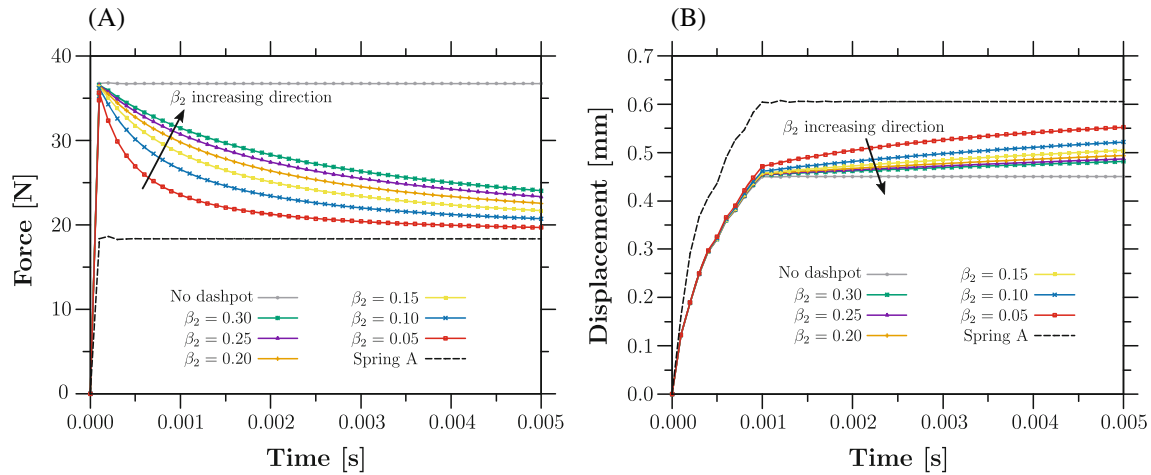 (A)
40
30
20
10
0
Force [N]
β₂ increasing direction
No dashpot
β₂ = 0.30
β₂ = 0.25
β₂ = 0.20
β₂ = 0.15
β₂ = 0.10
β₂ = 0.05
Spring A
0.000 0.001 0.002 0.003 0.004 0.005
Time [s]
(B)
0.7
0.6
0.5
0.4
0.3
0.2
0.1
0.0
Displacement [mm]
β₂ increasing direction
No dashpot
β₂ = 0.30
β₂ = 0.25
β₂ = 0.20
β₂ = 0.15
β₂ = 0.10
β₂ = 0.05
Spring A
0.000 0.001 0.002 0.003 0.004 0.005
Time [s]